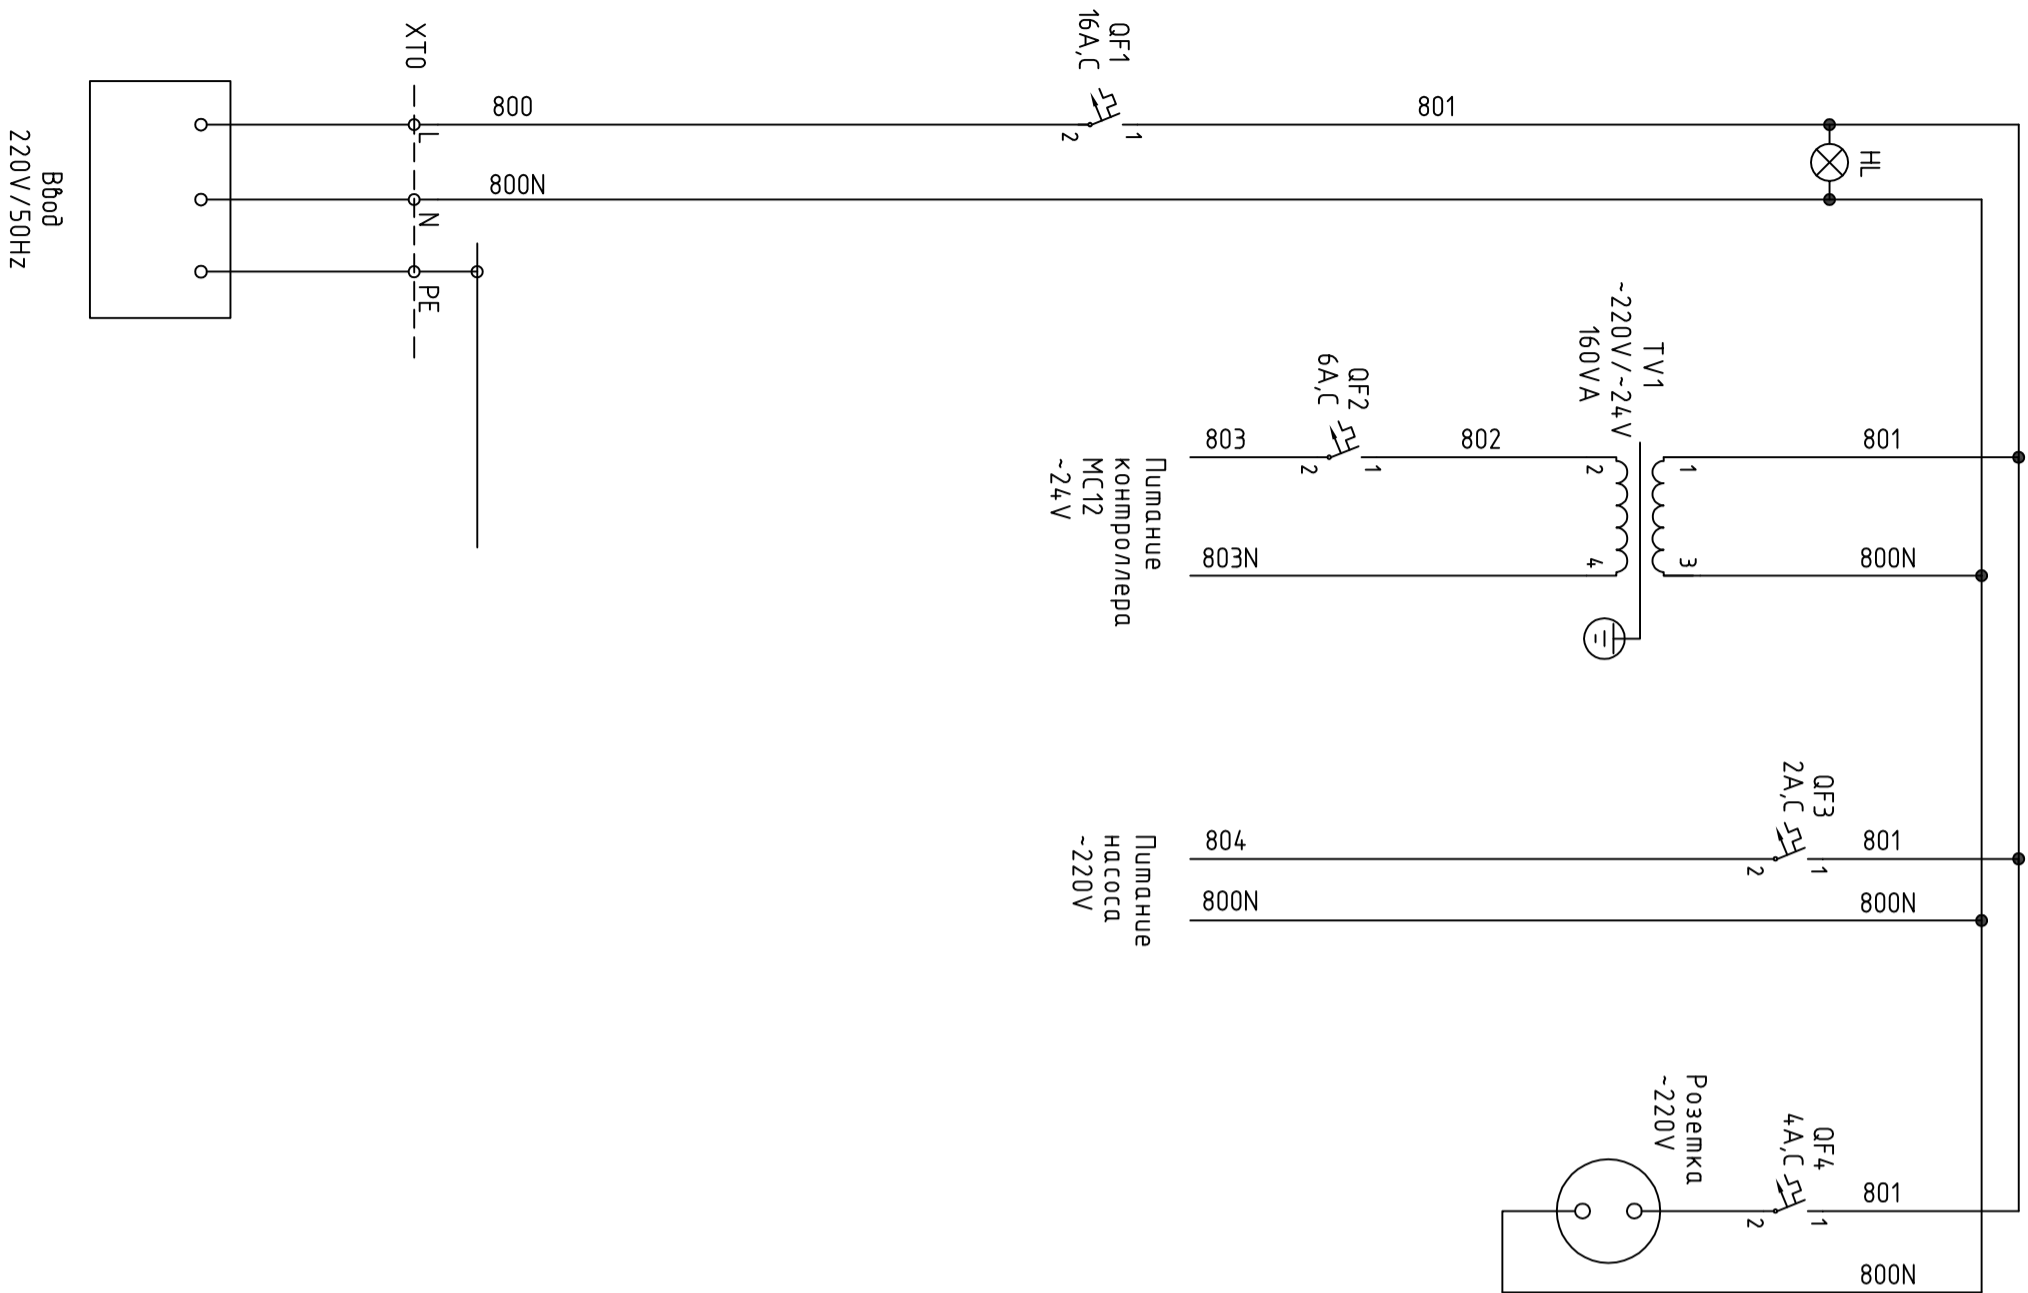 XT0
Ввод
220V/50Hz
L
N
PE
800
800N
QF1
16A,C
2
1
801
HL
TV1
~220V/~24V
160VA
QF2
6A,C
803
2
1
802
2
1
801
Питание
контроллера
MC12
~24V
803N
4
3
800N
QF3
2A,C
804
2
1
801
Питание
насоса
~220V
800N
800N
Розетка
~220V
QF4
4A,C
2
1
801
800N